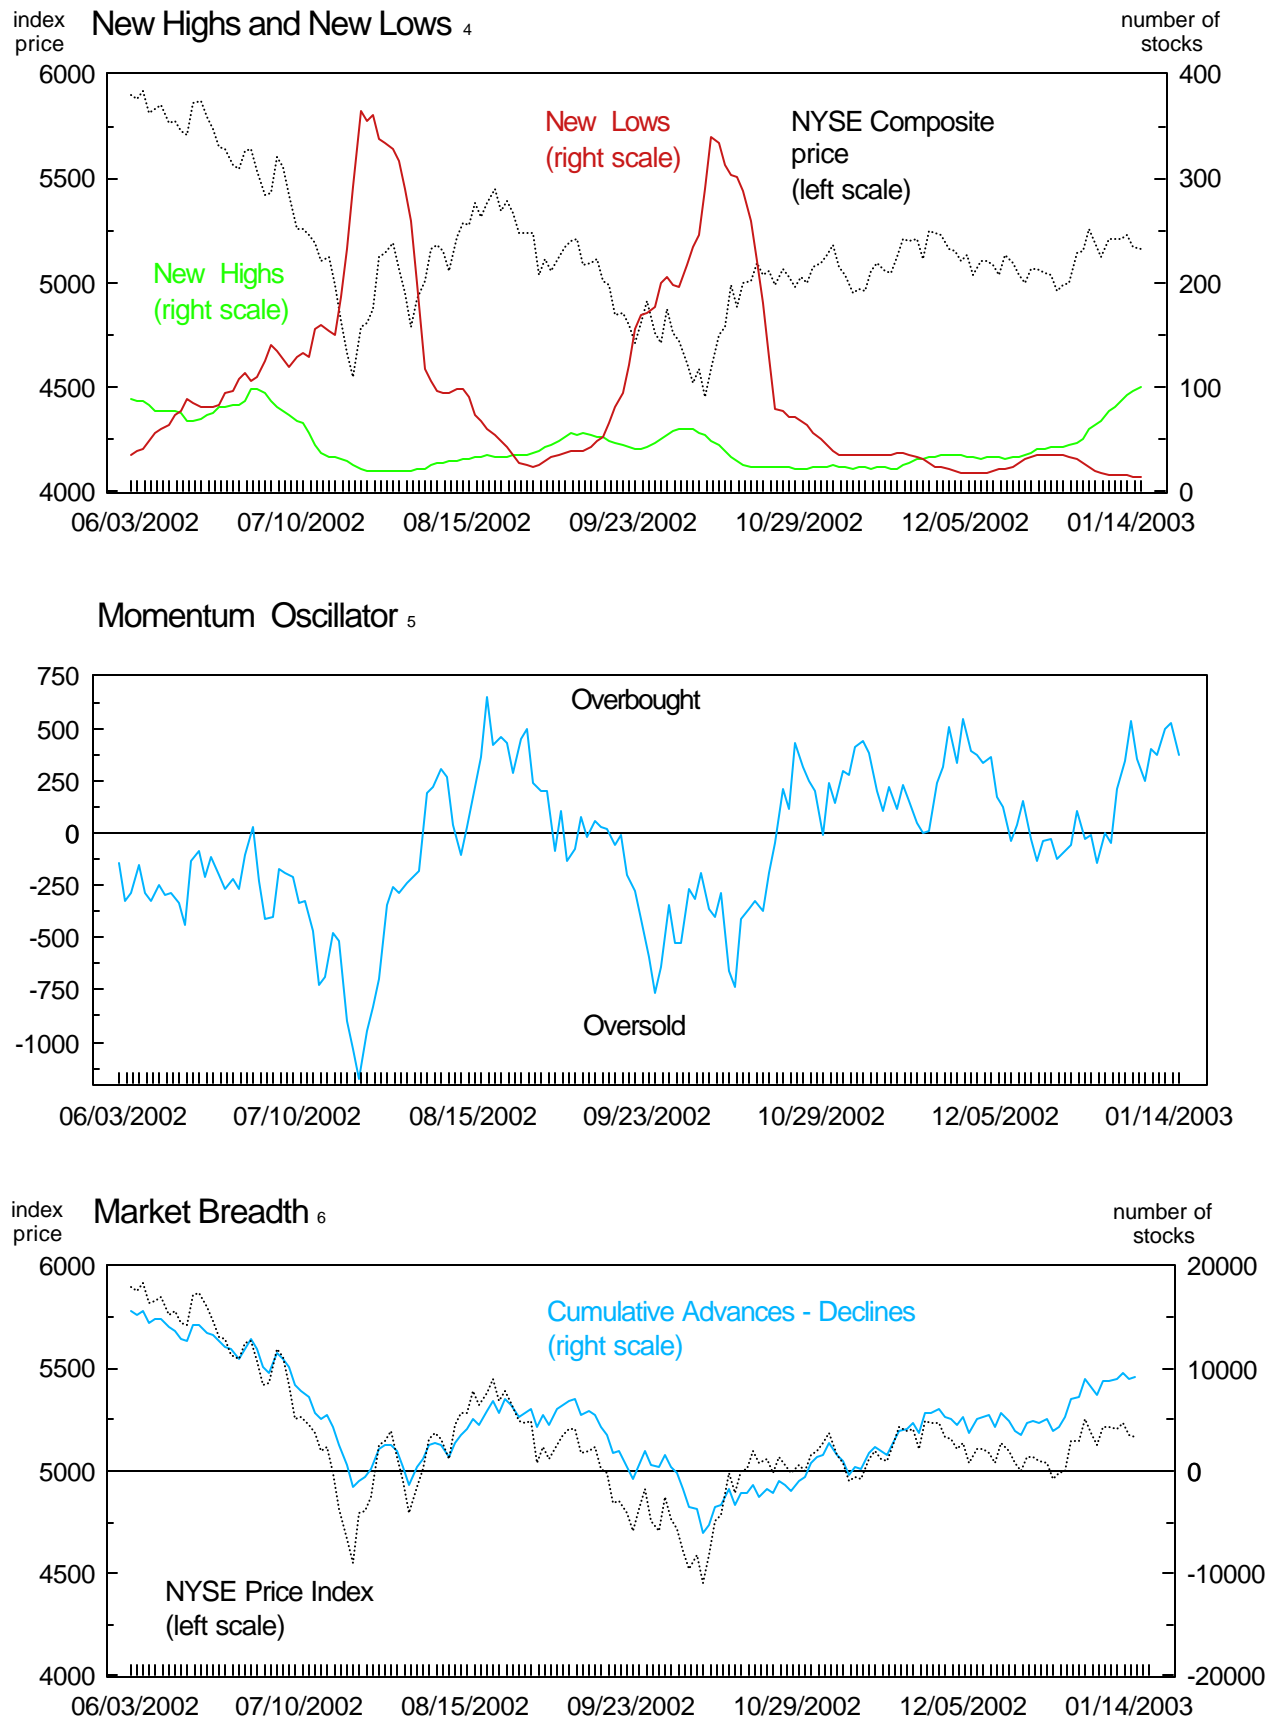 index
price
New Highs and New Lows 4
number of
stocks
6000
5500
5000
4500
4000
400
300
200
100
0
New Lows
(right scale)
NYSE Composite
price
(left scale)
New Highs
(right scale)
06/03/2002 07/10/2002 08/15/2002 09/23/2002 10/29/2002 12/05/2002 01/14/2003
Momentum Oscillator 5
750
500
250
0
-250
-500
-750
-1000
Overbought
Oversold
06/03/2002 07/10/2002 08/15/2002 09/23/2002 10/29/2002 12/05/2002 01/14/2003
index
price
Market Breadth 6
number of
stocks
6000
5500
5000
4500
4000
20000
10000
0
-10000
-20000
Cumulative Advances - Declines
(right scale)
NYSE Price Index
(left scale)
06/03/2002 07/10/2002 08/15/2002 09/23/2002 10/29/2002 12/05/2002 01/14/2003